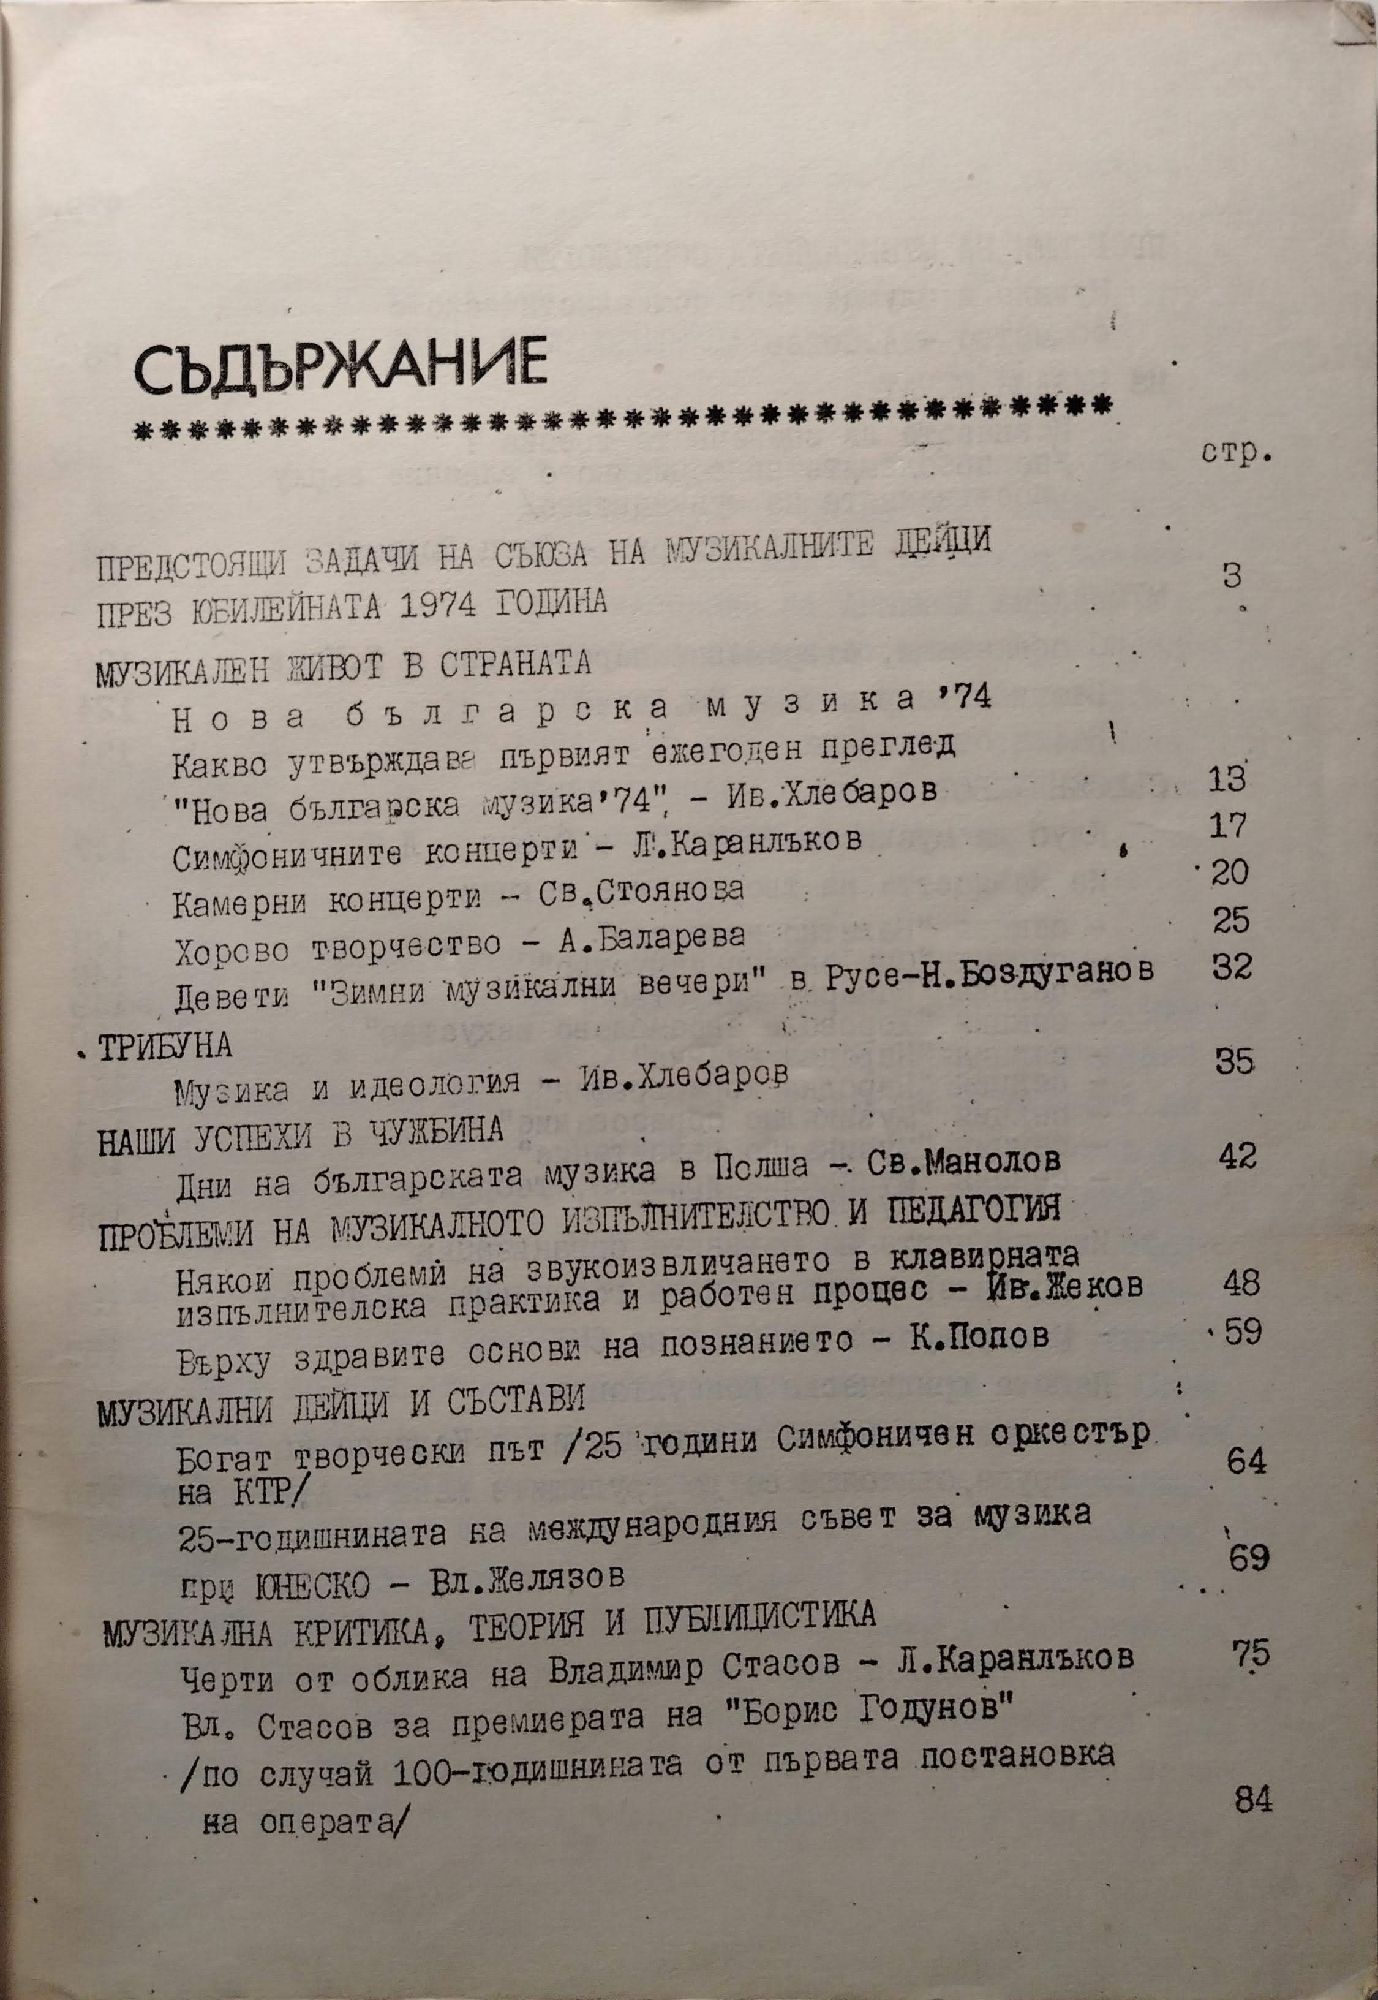 СЪДЪРЖАНИЕ
************************************
стр.
ПРЕДСТОЯЩИ ЗАДАЧИ НА СЪЮЗА НА МУЗИКАЛНИТЕ ДЕЙЦИ
ПРЕЗ ЮБИЛЕЙНАТА 1974 ГОДИНА 3
МУЗИКАЛЕН ЖИВОТ В СТРАНАТА
Нова българска музика '74
Какво утвърждава първият ежегоден преглед
"Нова българска музика'74", - Ив.Хлебаров 13
Симфоничните концерти - Л.Каранлъков 17
Камерни концерти - Св.Стоянова 20
Хорово творчество - А.Баларева 25
Девети "Зимни музикални вечери" в Русе-Н.Боздуганов 32
ТРИБУНА
Музика и идеология - Ив.Хлебаров 35
НАШИ УСПЕХИ В ЧУЖБИНА
Дни на българската музика в Полша - Св.Манолов 42
ПРОБЛЕМИ НА МУЗИКАЛНОТО ИЗПЪЛНИТЕЛСТВО И ПЕДАГОГИЯ
Някои проблеми на звукоизвличането в клавирната
изпълнителска практика и работен процес - Ив.Жеков 48
Върху здравите основи на познанието - К.Попов 59
МУЗИКАЛНИ ДЕЙЦИ И СЪСТАВИ
Богат творчески път /25 години Симфоничен оркестър
на КТР/ 64
25-годишнината на международния съвет за музика
при ЮНЕСКО - Вл.Желязов 69
МУЗИКАЛНА КРИТИКА, ТЕОРИЯ И ПУБЛИЦИСТИКА
Черти от облика на Владимир Стасов - Л.Каранлъков 75
Вл. Стасов за премиерата на "Борис Годунов"
/по случай 100-годишнината от първата постановка
на операта/ 84